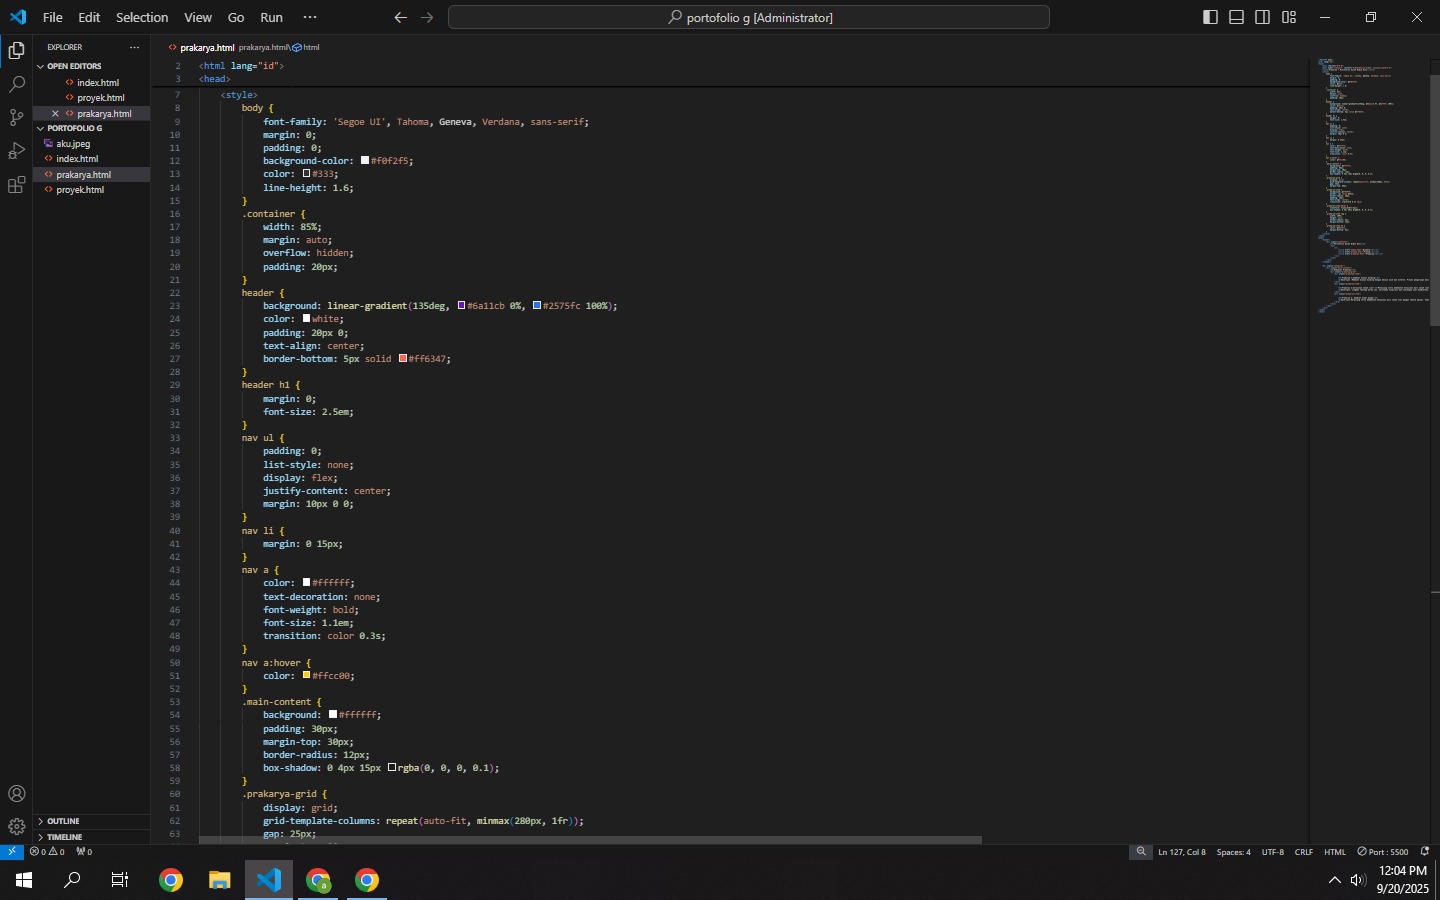 File Edit Selection View Go Run ···
portofolio g [Administrator]
EXPLORER
OPEN EDITORS
index.html
proyek.html
prakarya.html
PORTOFOLIO G
aku.jpeg
index.html
prakarya.html
proyek.html
OUTLINE
TIMELINE
prakarya.html prakarya.html\html
2 <html lang="id">
3 <head>
7 <style>
8 body {
9 font-family: 'Segoe UI', Tahoma, Geneva, Verdana, sans-serif;
10 margin: 0;
11 padding: 0;
12 background-color: #f0f2f5;
13 color: #333;
14 line-height: 1.6;
15 }
16 .container {
17 width: 85%;
18 margin: auto;
19 overflow: hidden;
20 padding: 20px;
21 }
22 header {
23 background: linear-gradient(135deg, #6a11cb 0%, #2575fc 100%);
24 color: white;
25 padding: 20px 0;
26 text-align: center;
27 border-bottom: 5px solid #ff6347;
28 }
29 header h1 {
30 margin: 0;
31 font-size: 2.5em;
32 }
33 nav ul {
34 padding: 0;
35 list-style: none;
36 display: flex;
37 justify-content: center;
38 margin: 10px 0 0;
39 }
40 nav li {
41 margin: 0 15px;
42 }
43 nav a {
44 color: #ffffff;
45 text-decoration: none;
46 font-weight: bold;
47 font-size: 1.1em;
48 transition: color 0.3s;
49 }
50 nav a:hover {
51 color: #ffcc00;
52 }
53 .main-content {
54 background: #ffffff;
55 padding: 30px;
56 margin-top: 30px;
57 border-radius: 12px;
58 box-shadow: 0 4px 15px rgba(0, 0, 0, 0.1);
59 }
60 .prakarya-grid {
61 display: grid;
62 grid-template-columns: repeat(auto-fit, minmax(280px, 1fr));
63 gap: 25px;
0 0 0 Ln 127, Col 8 Spaces: 4 UTF-8 CRLF HTML Port : 5500
a
12:04 PM
9/20/2025